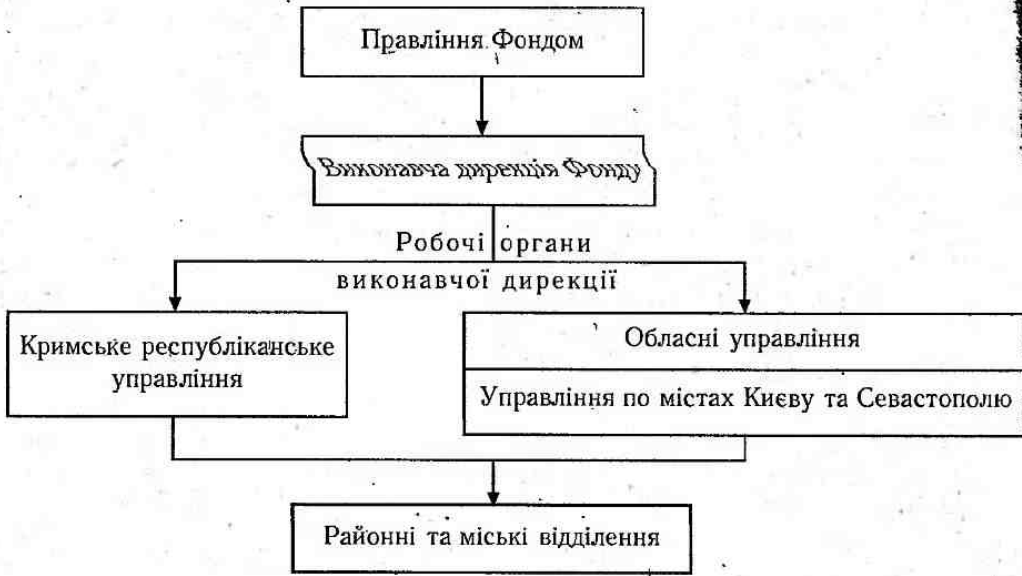 Правління Фондом
Виконавча дирекція Фонду
Робочі органи
виконавчої дирекції
Кримське республіканське
управління
Обласні управління
Управління по містах Києву та Севастополю
Районні та міські відділення